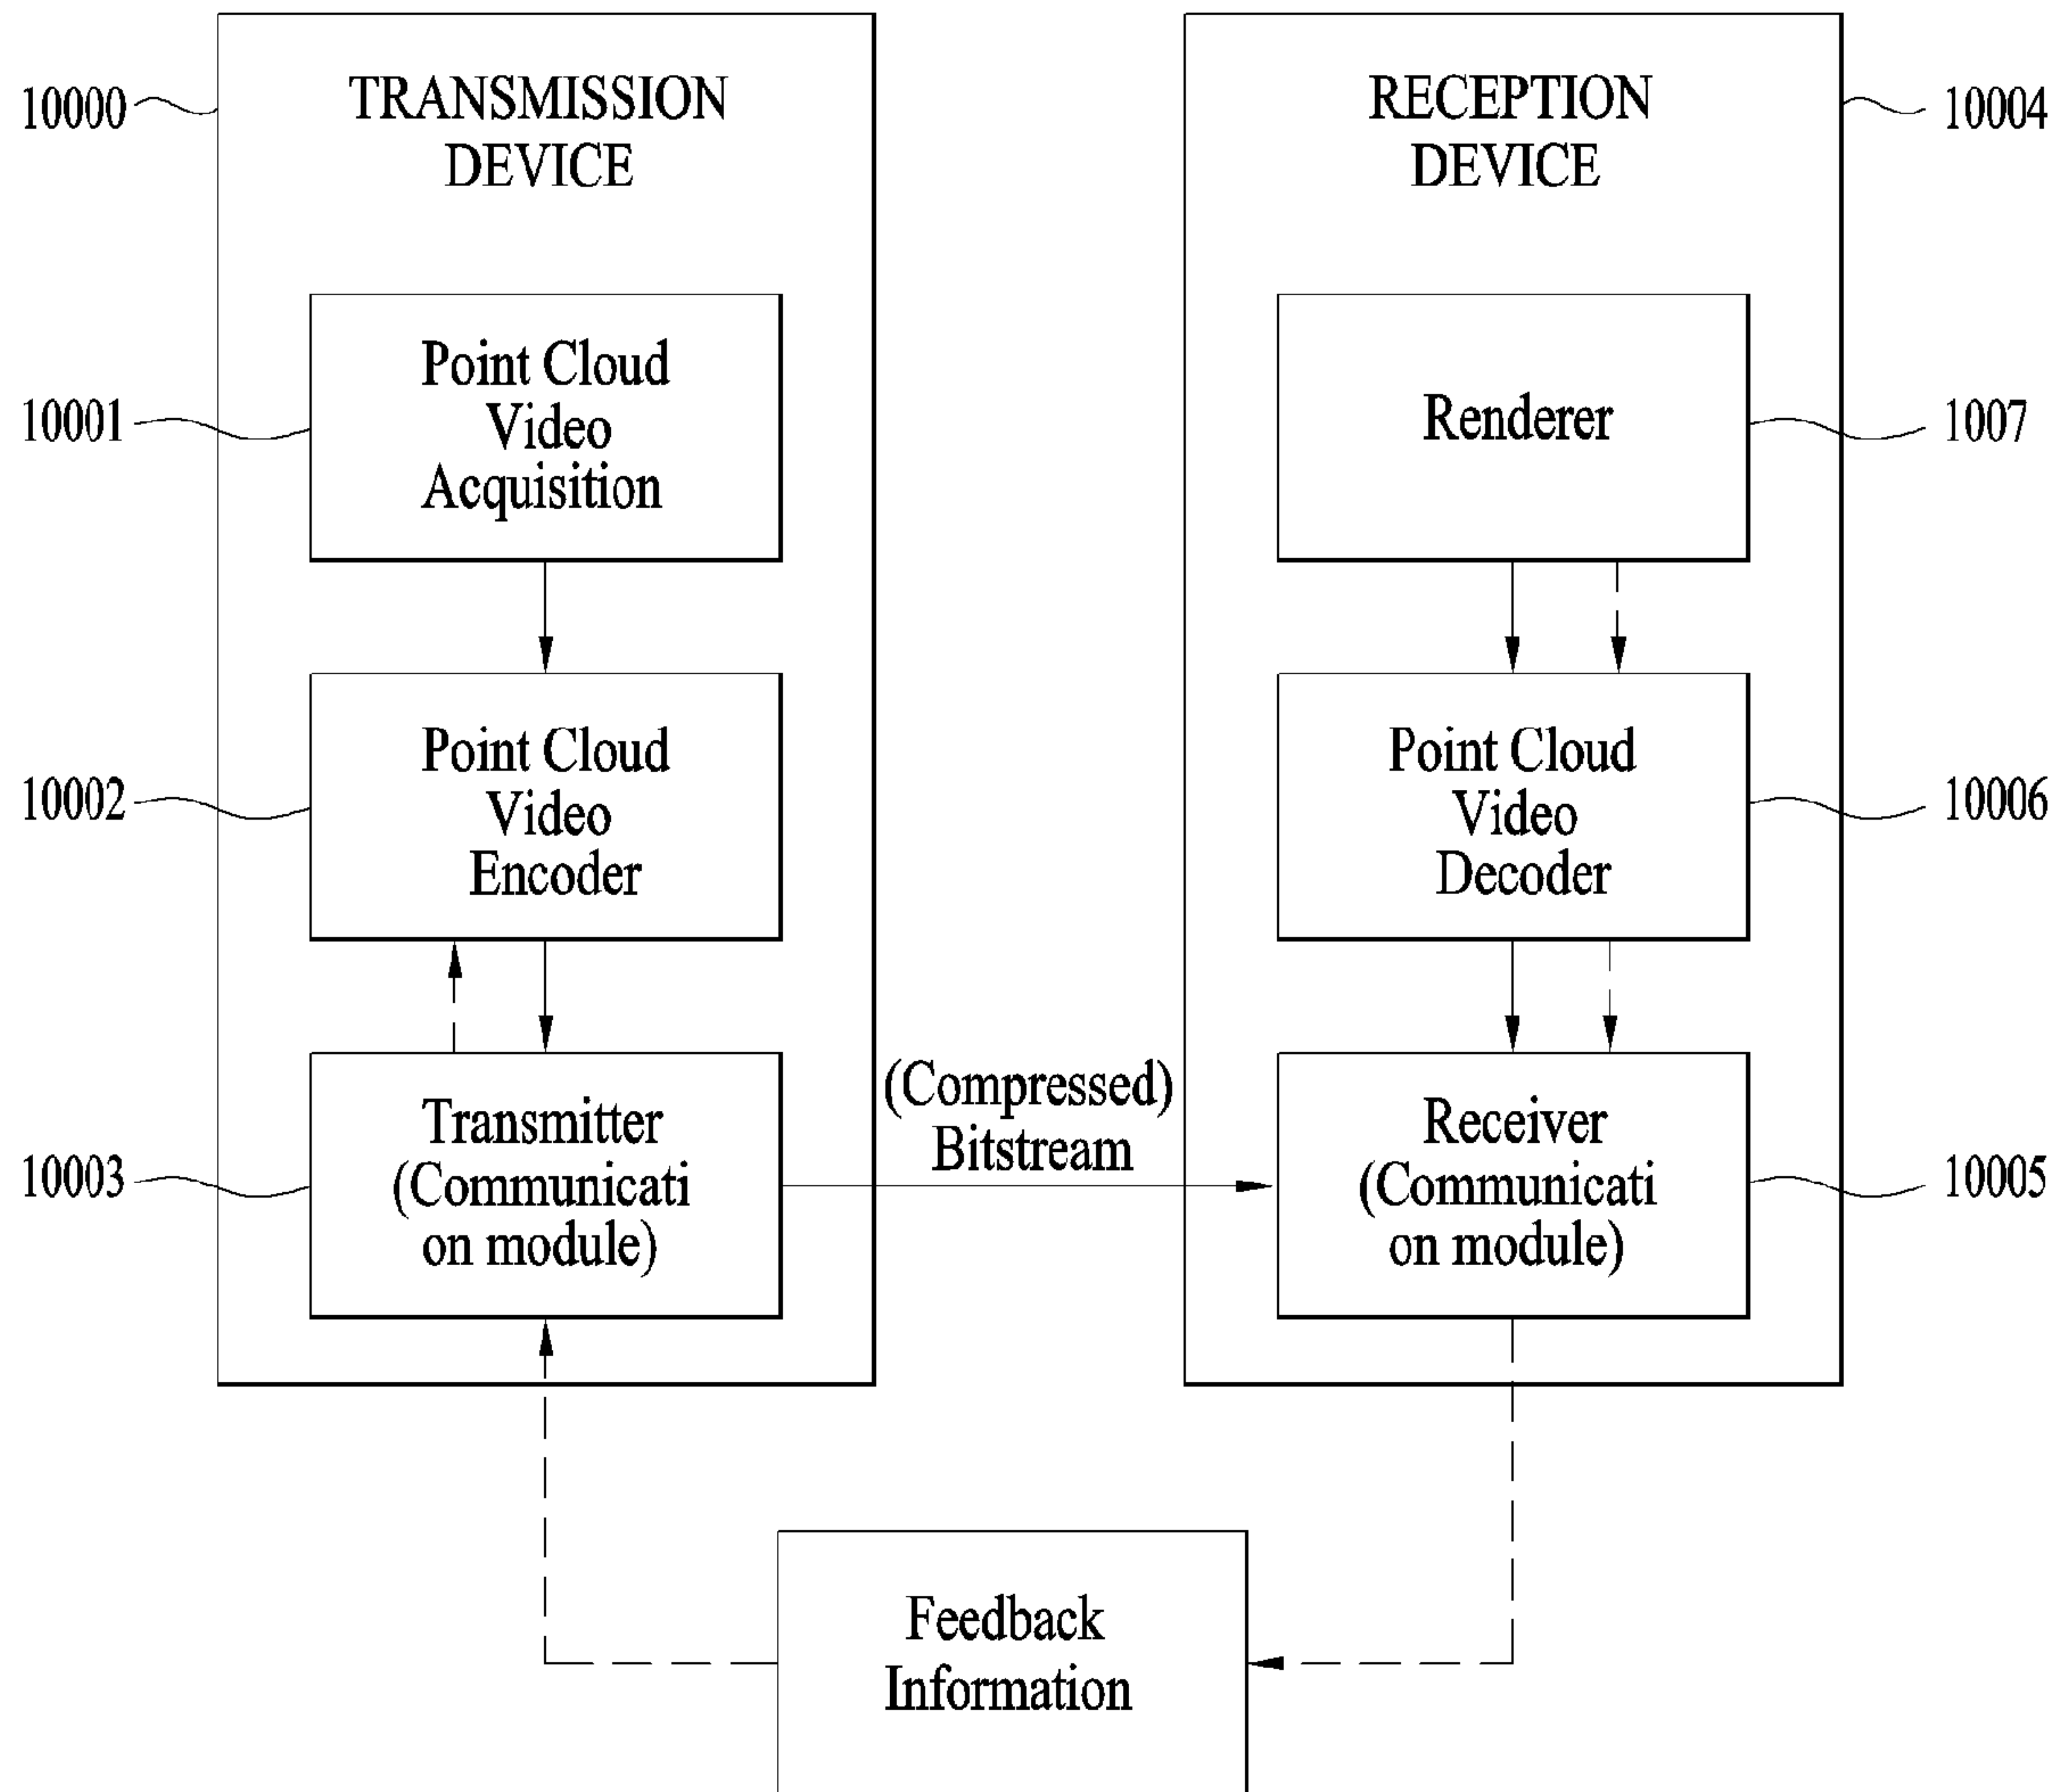 10000
TRANSMISSION
DEVICE
10001
Point Cloud
Video
Acquisition
10002
Point Cloud
Video
Encoder
10003
Transmitter
(Communicati
on module)
(Compressed)
Bitstream
RECEPTION
DEVICE
10004
Renderer
1007
Point Cloud
Video
Decoder
10006
Receiver
(Communicati
on module)
10005
Feedback
Information